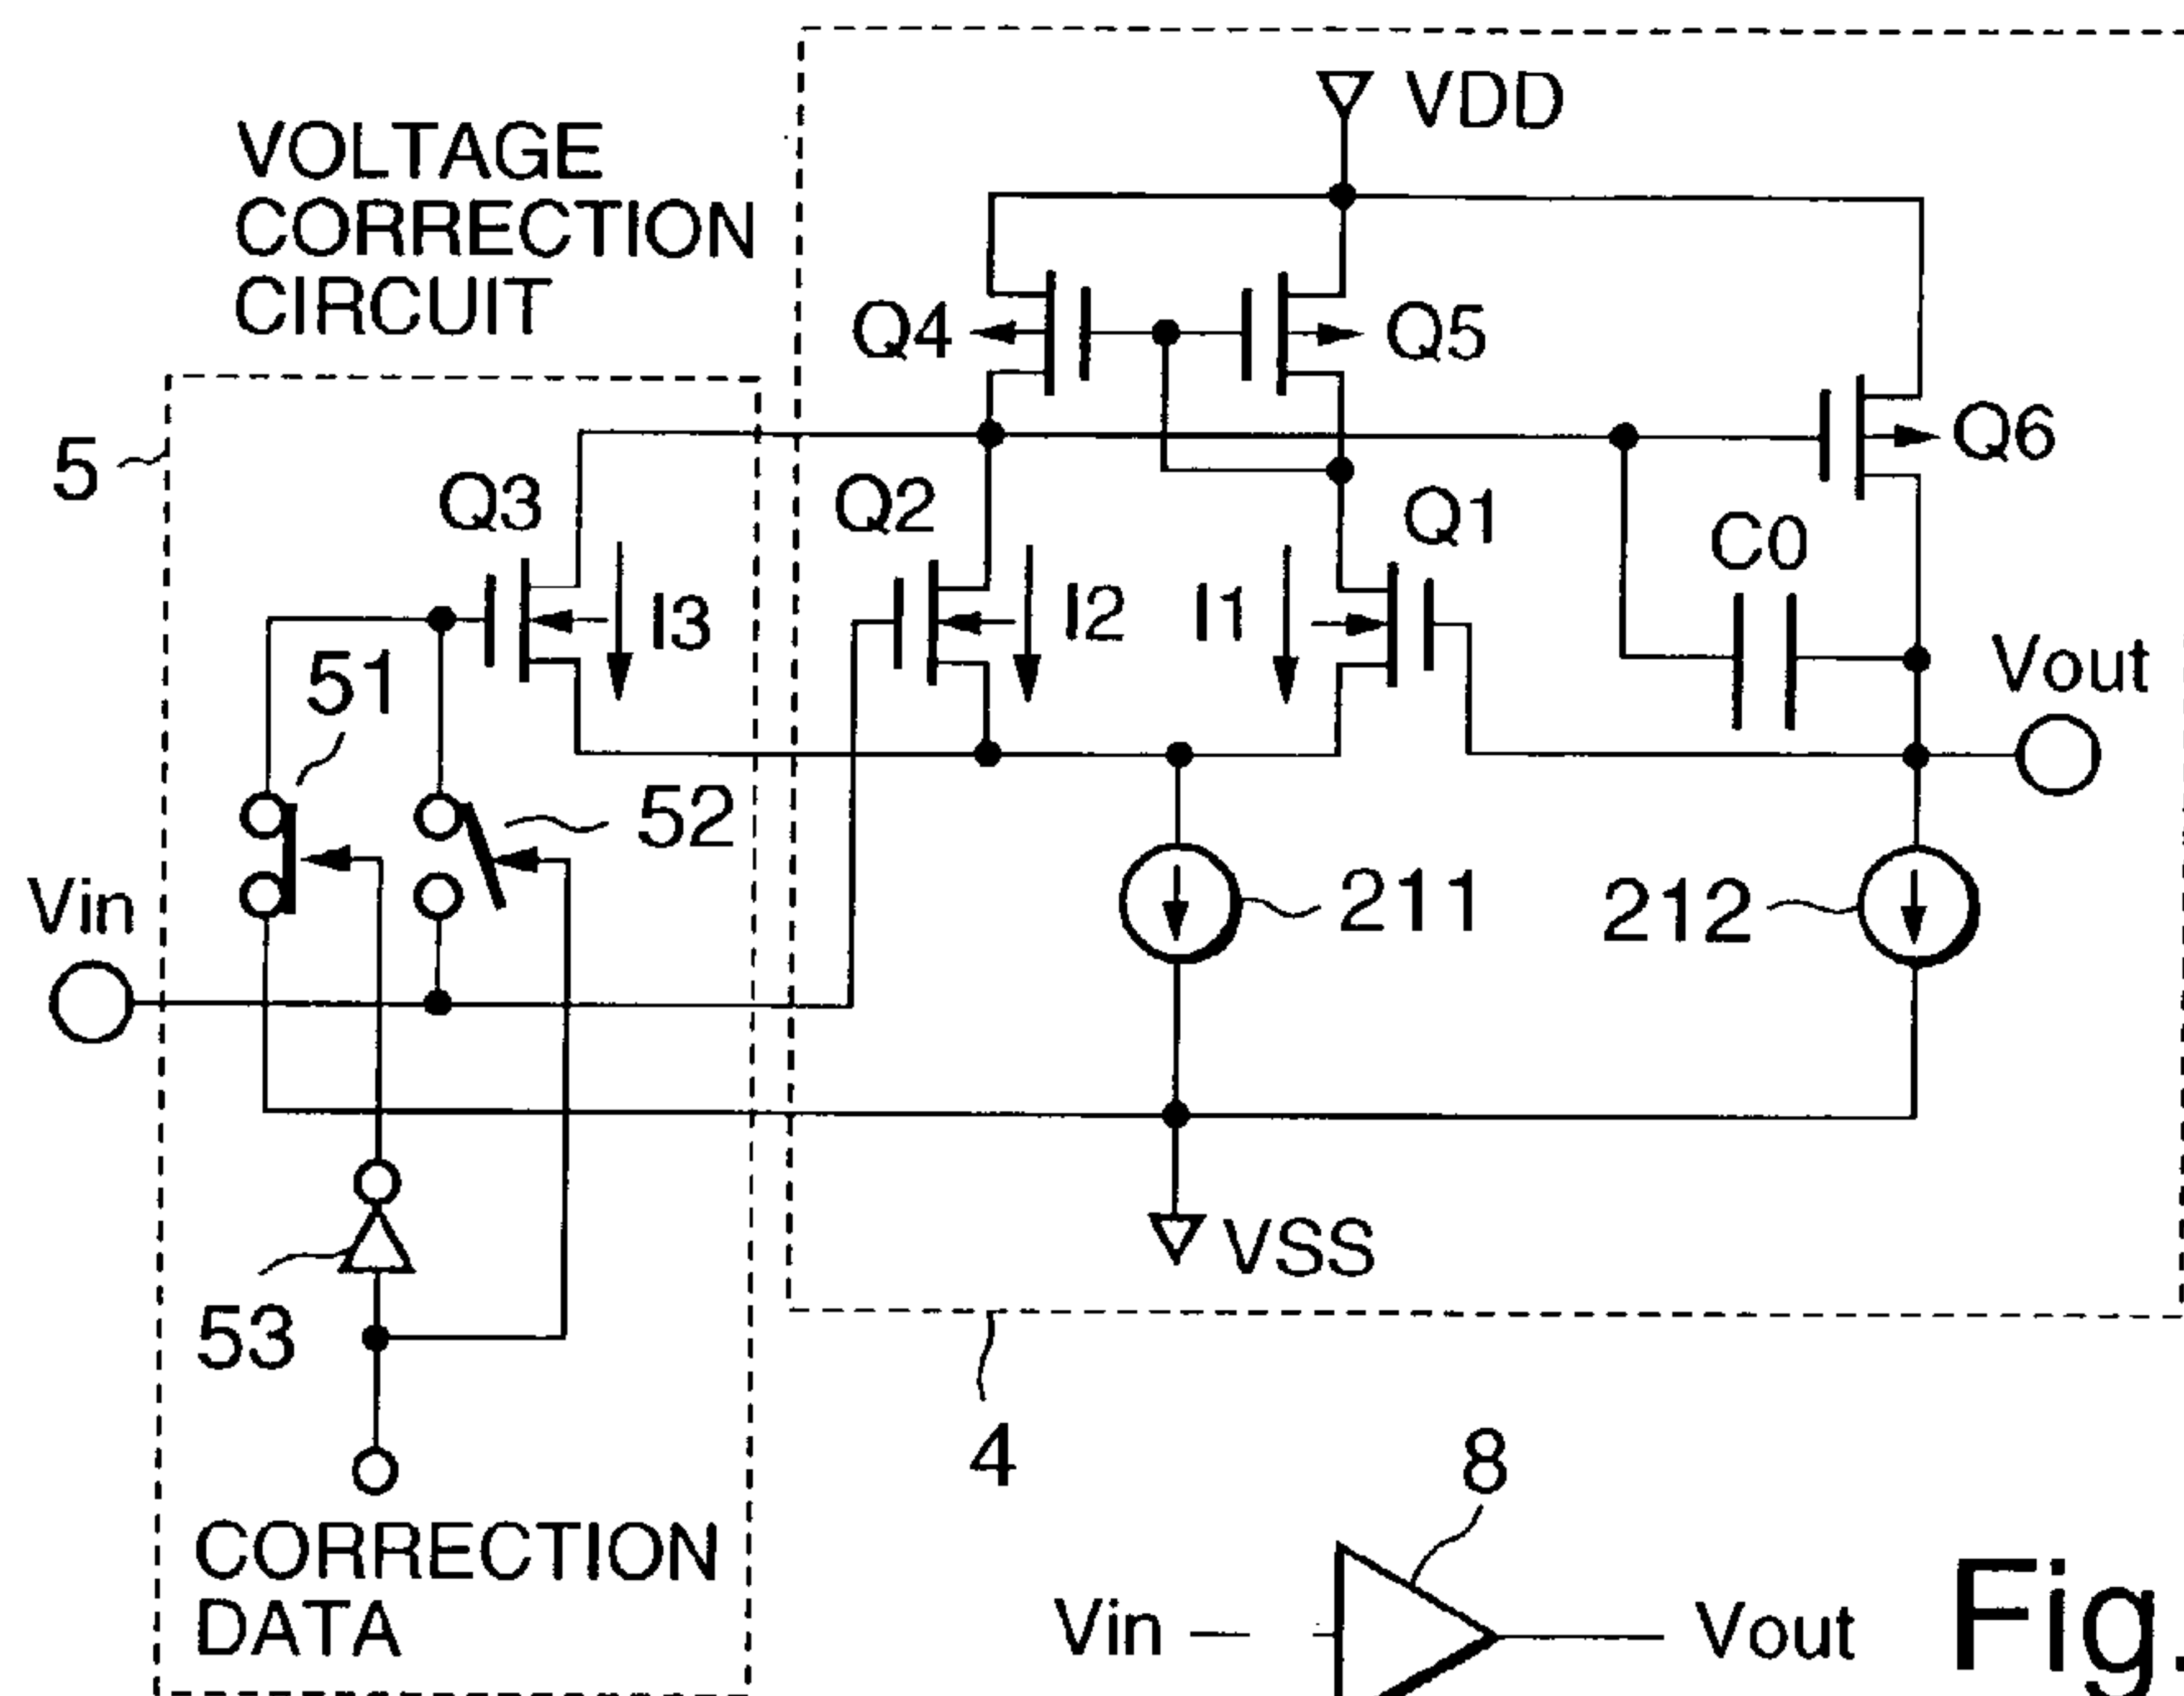 VDD
VOLTAGE
CORRECTION
CIRCUIT
Q4
Q5
Q6
5
Q3
Q2
Q1
C0
I3
I2
I1
51
Vout
52
Vin
211
212
VSS
53
4
8
CORRECTION
DATA
Vin
Vout
Fig.